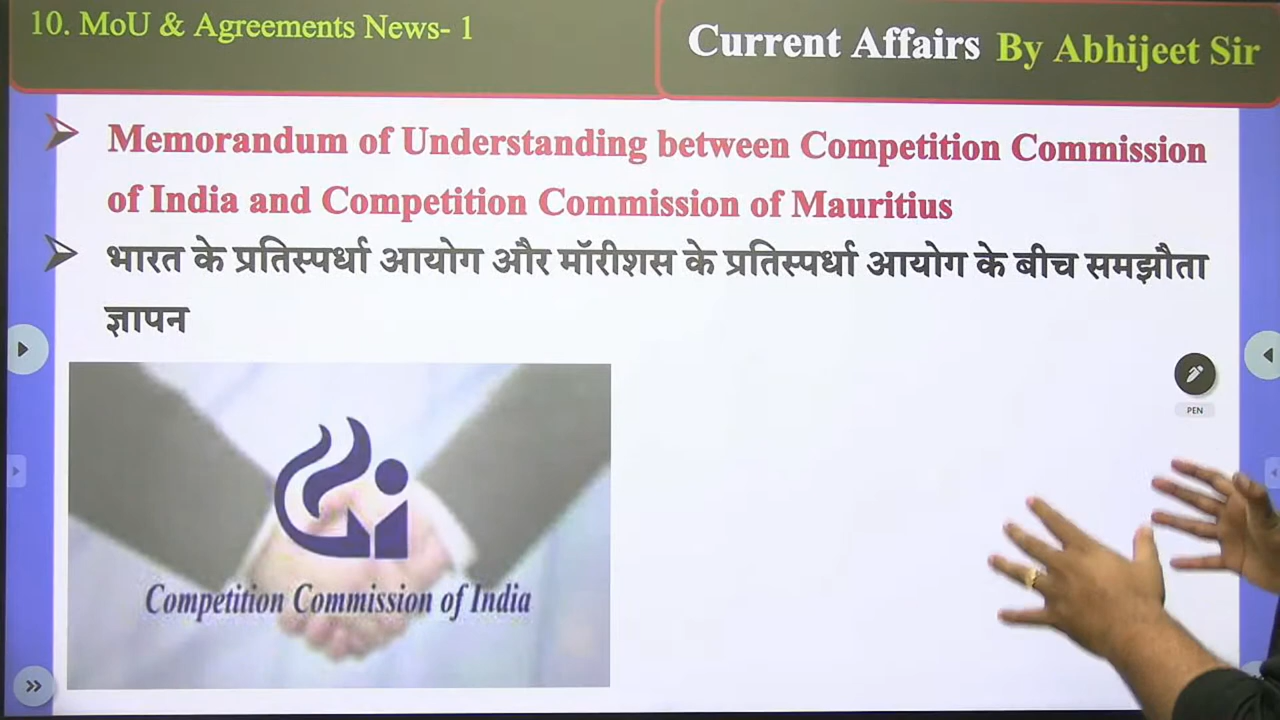 10. MoU & Agreements News- 1
Current Affairs By Abhijeet Sir
Memorandum of Understanding between Competition Commission
of India and Competition Commission of Mauritius
भारत के प्रतिस्पर्धा आयोग और मॉरीशस के प्रतिस्पर्धा आयोग के बीच समझौता
ज्ञापन
PEN
Competition Commission of India